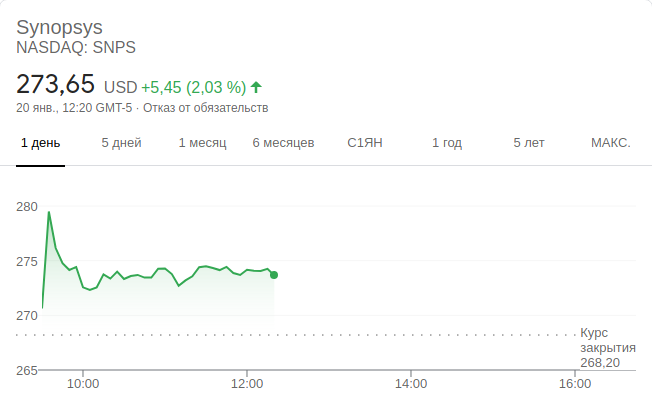 Synopsys
NASDAQ: SNPS
273,65 USD +5,45 (2,03 %)
20 янв., 12:20 GMT-5 · Отказ от обязательств
1 день 5 дней 1 месяц 6 месяцев С1ЯН 1 год 5 лет МАКС.
280
275
270
Курс
закрытия
268,20
265
10:00 12:00 14:00 16:00